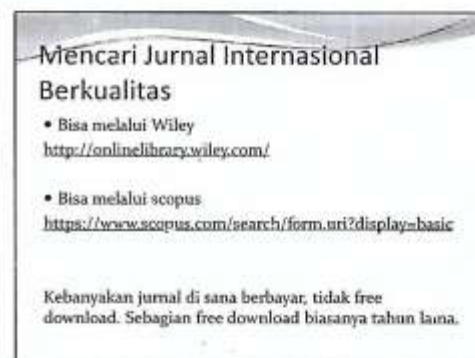 Mencari Jurnal Internasional
Berkualitas
• Bisa melalui Wiley
http://onlinelibrary.wiley.com/
• Bisa melalui scopus
https://www.scopus.com/search/form.uri?display=basic
Kebanyakan jurnal di sana berbayar, tidak free
download. Sebagian free download biasanya tahun lama.